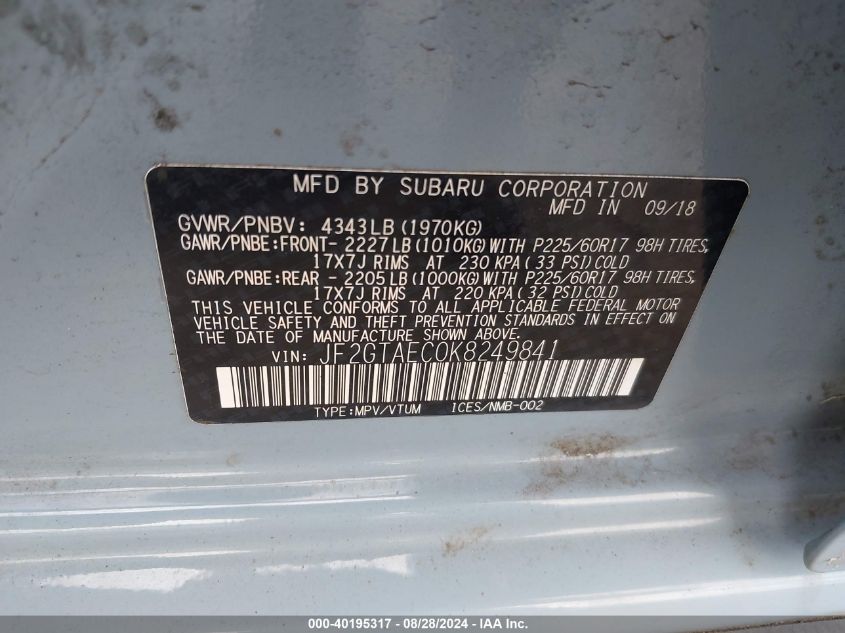 MFD BY SUBARU CORPORATION
MFD IN 09/18
GVWR/PNBV: 4343LB (1970KG)
GAWR/PNBE:FRONT- 2227LB (1010KG) WITH P225/60R17 98H TIRES,
17X7J RIMS AT 230 KPA ( 33 PSI) COLD
GAWR/PNBE:REAR - 2205LB (1000KG) WITH P225/60R17 98H TIRES,
17X7J RIMS AT 220 KPA ( 32 PSI) COLD
THIS VEHICLE CONFORMS TO ALL APPLICABLE FEDERAL MOTOR
VEHICLE SAFETY AND THEFT PREVENTION STANDARDS IN EFFECT ON
THE DATE OF MANUFACTURE SHOWN ABOVE.
VIN: JF2GTAEC0K8249841
TYPE:MPV/VTUM ICES/NMB-002
000-40195317 - 08/28/2024 - IAAI.com